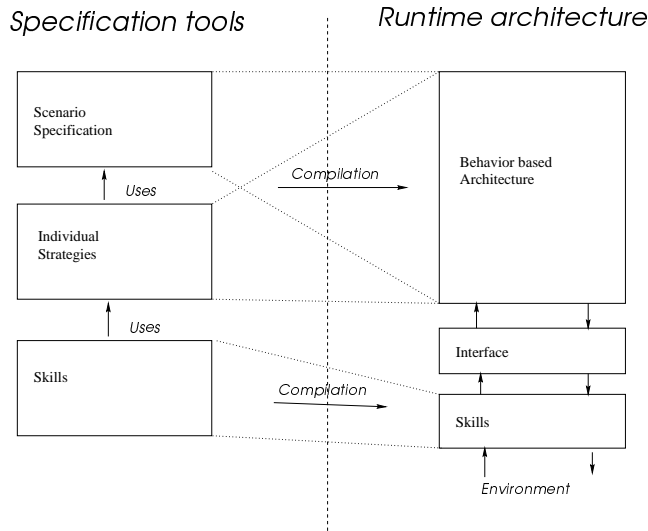 Specification tools
Runtime architecture
Scenario
Specification
Behavior based
Architecture
Compilation
Uses
Individual
Strategies
Uses
Interface
Skills
Compilation
Skills
Environment